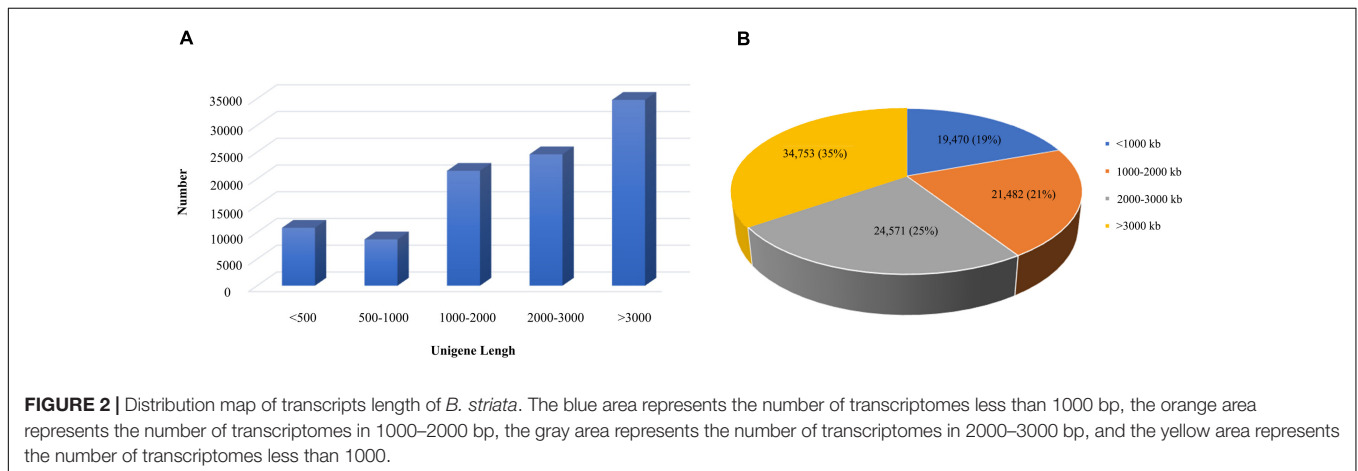 A
B
35000
30000
25000
20000
15000
10000
5000
0
Number
<500
500-1000
1000-2000
2000-3000
>3000
Unigene Lengh
19,470 (19%)
21,482 (21%)
24,571 (25%)
34,753 (35%)
<1000 kb
1000-2000 kb
2000-3000 kb
>3000 kb
FIGURE 2 | Distribution map of transcripts length of B. striata. The blue area represents the number of transcriptomes less than 1000 bp, the orange area
represents the number of transcriptomes in 1000–2000 bp, the gray area represents the number of transcriptomes in 2000–3000 bp, and the yellow area represents
the number of transcriptomes less than 1000.